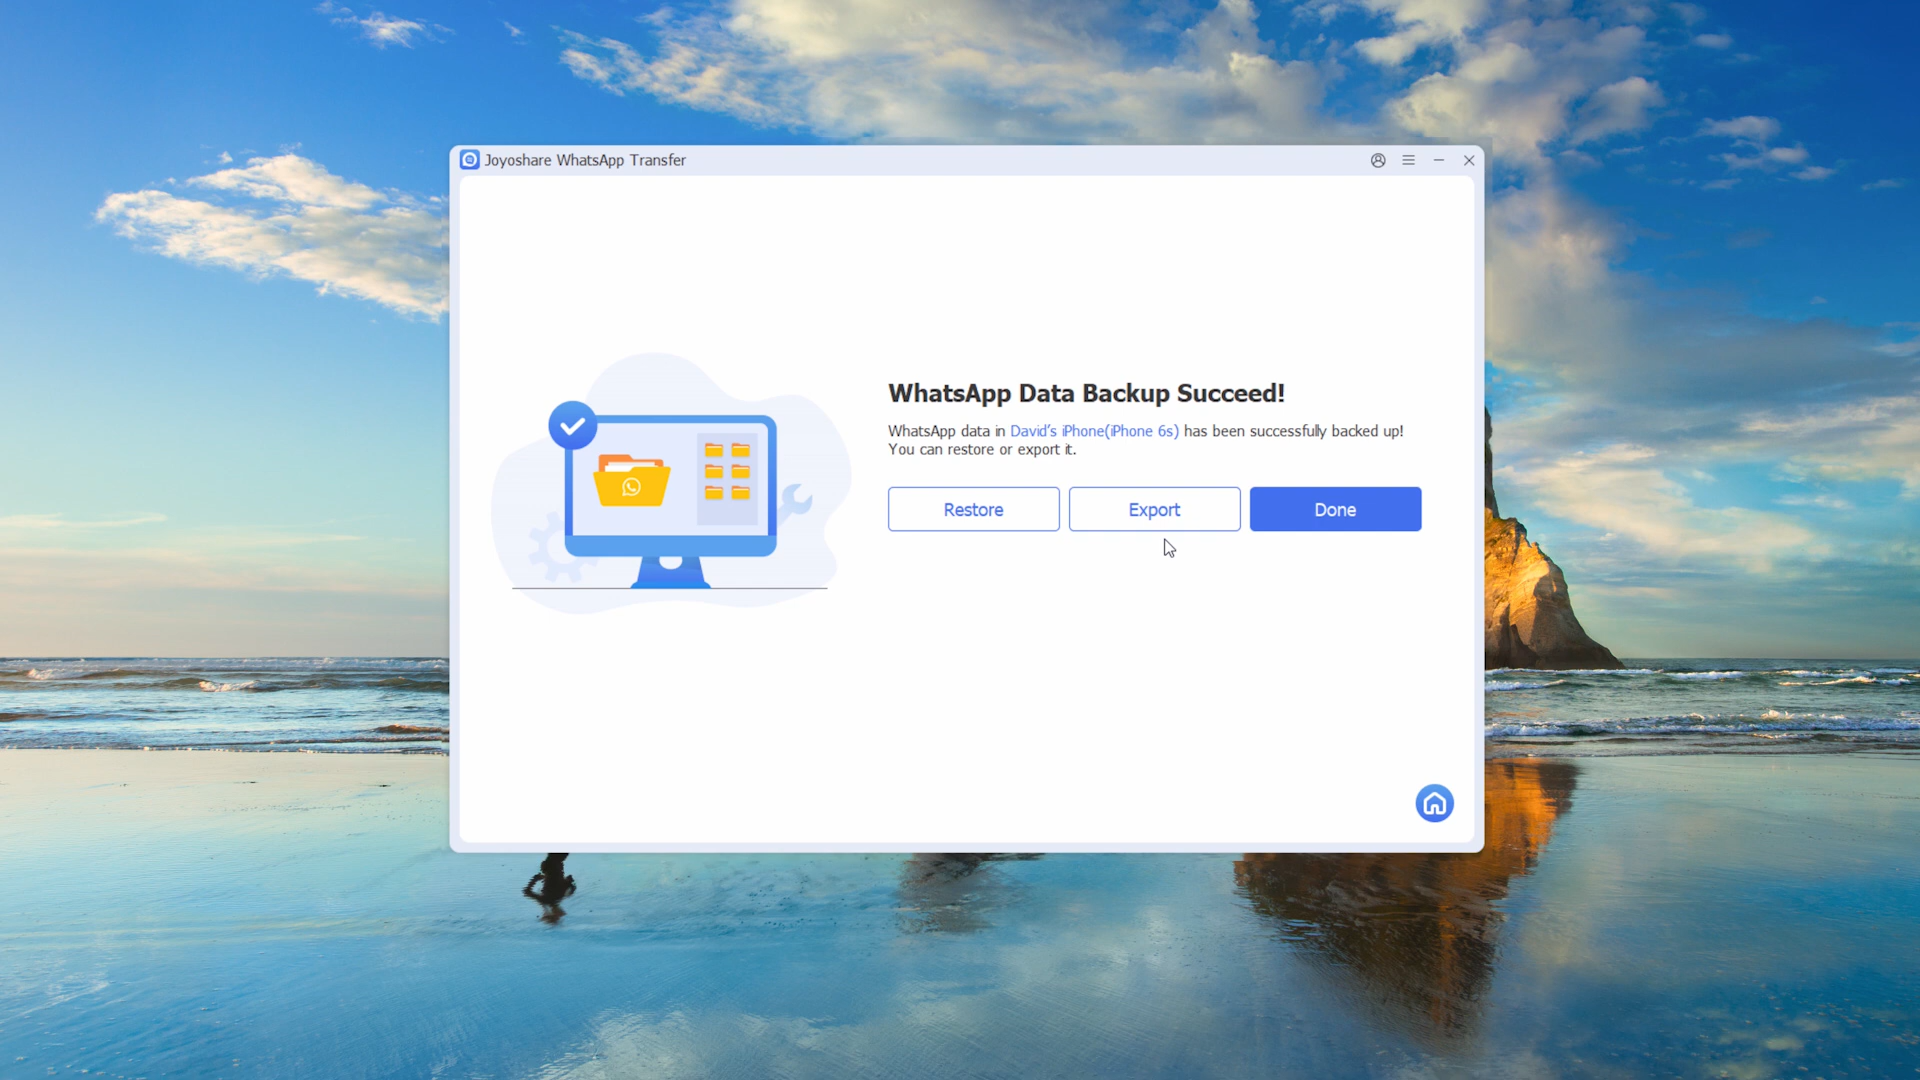 Joyoshare WhatsApp Transfer
WhatsApp Data Backup Succeed!
WhatsApp data in David's iPhone(iPhone 6s) has been successfully backed up!
You can restore or export it.
Restore
Export
Done